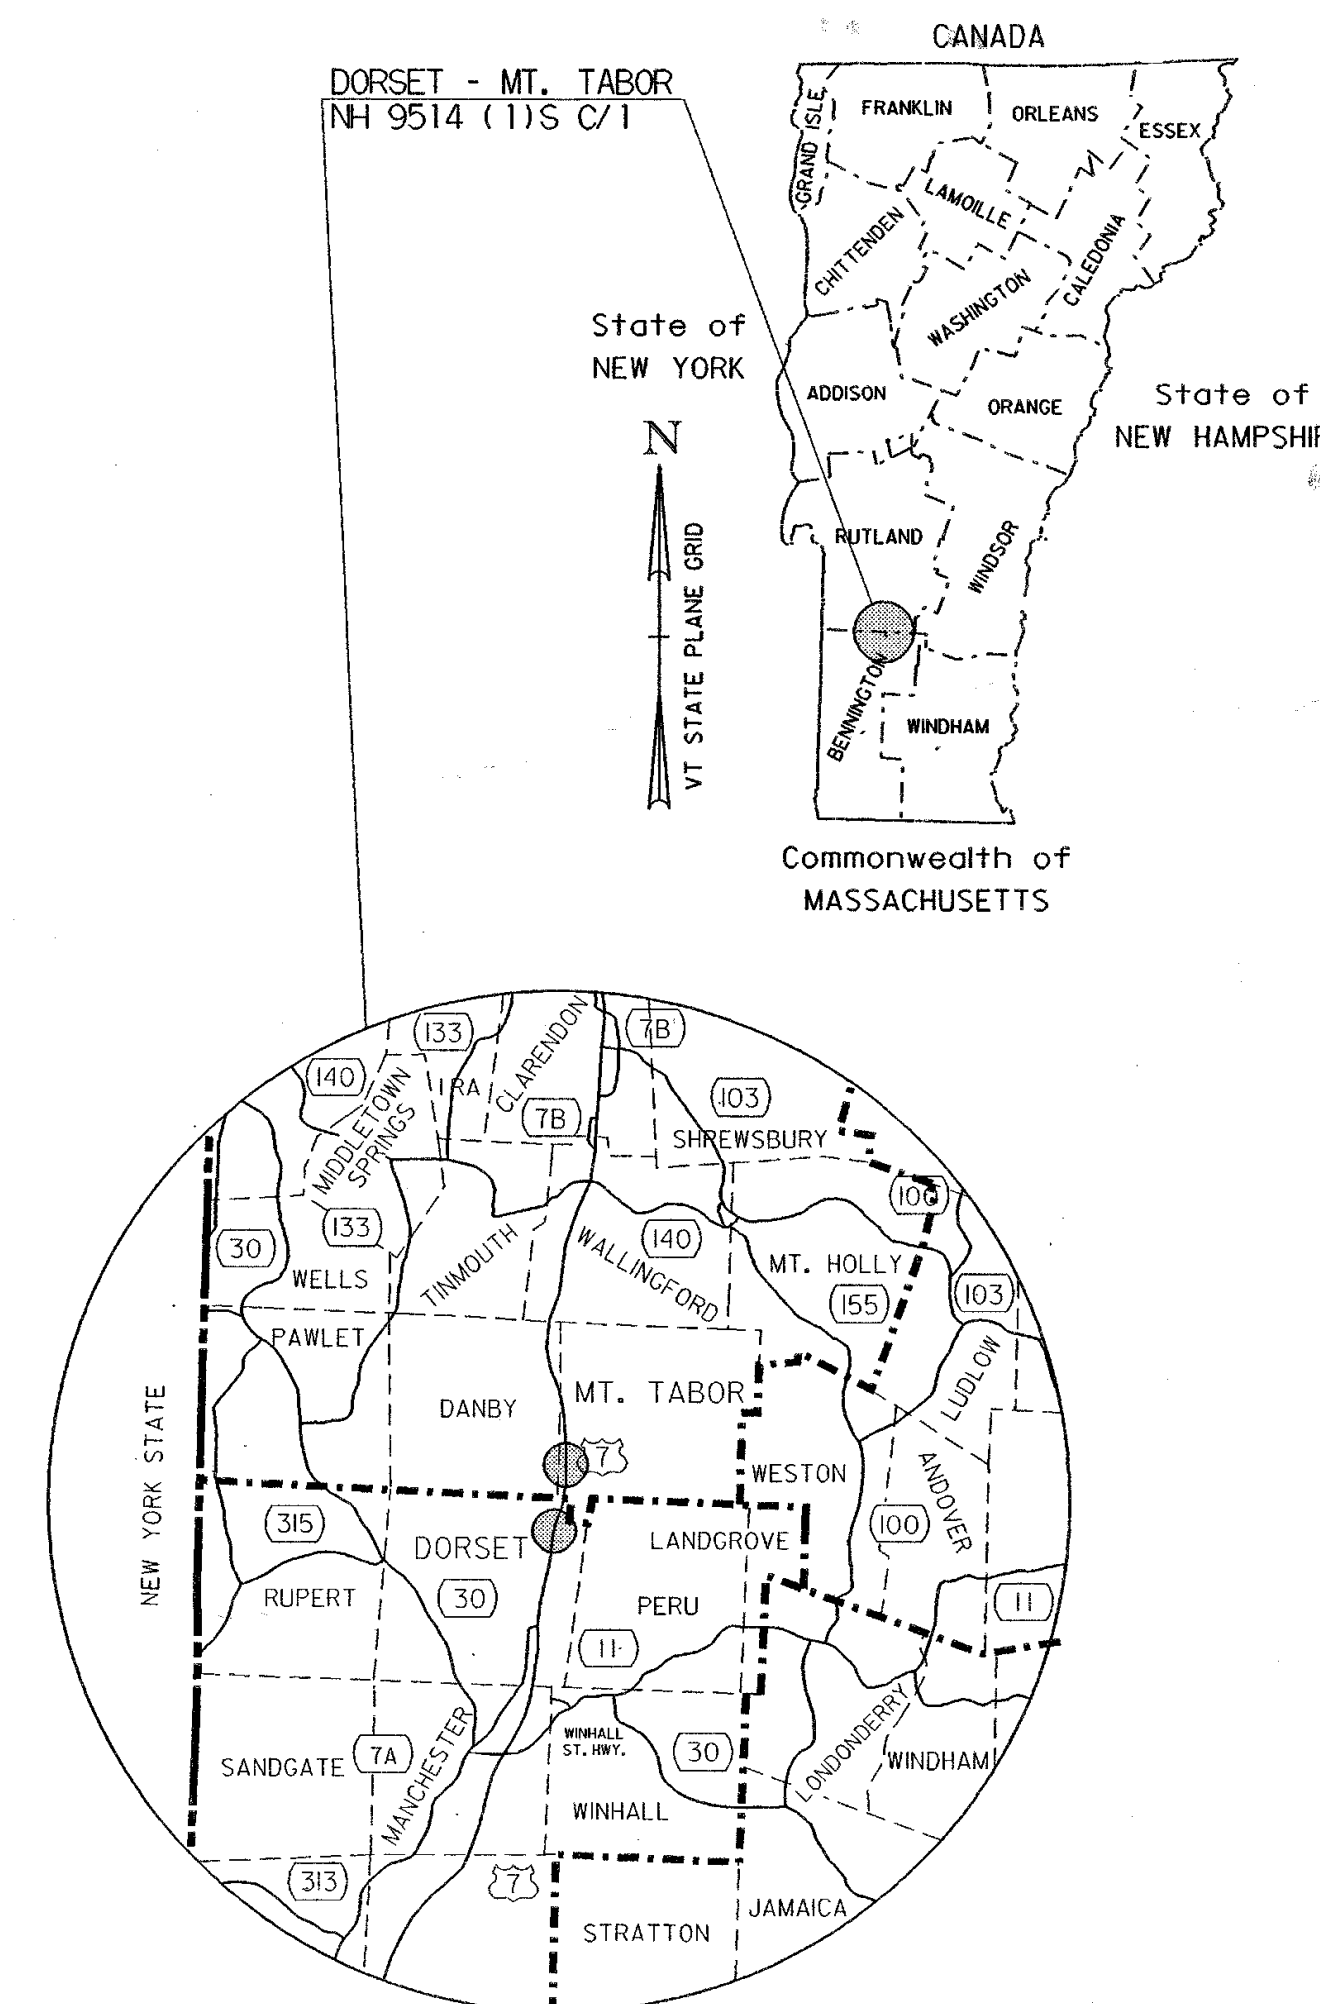 CANADA
DORSET - MT. TABOR
NH 9514 (1)S C/1
GRAND ISLE
FRANKLIN
ORLEANS
ESSEX
LAMOILLE
CHITTENDEN
CALEDONIA
WASHINGTON
State of
NEW YORK
ADDISON
ORANGE
State of
NEW HAMPSHIR
N
VT STATE PLANE GRID
RUTLAND
WINDSOR
BENNINGTON
WINDHAM
Commonwealth of
MASSACHUSETTS
133
CLARENDON
7B
140
IRA
MIDDLETOWN
SPRINGS
103
7B
SHREWSBURY
133
30
100
TINMOUTH
WALLINGFORD
140
MT. HOLLY
WELLS
155
103
PAWLET
LUDLOW
NEW YORK STATE
DANBY
MT. TABOR
7
WESTON
ANDOVER
315
DORSET
LANDGROVE
100
RUPERT
30
PERU
11
11
MANCHESTER
WINHALL
ST. HWY.
30
LONDONDERRY
WINDHAM
SANDGATE
7A
WINHALL
313
7
JAMAICA
STRATTON